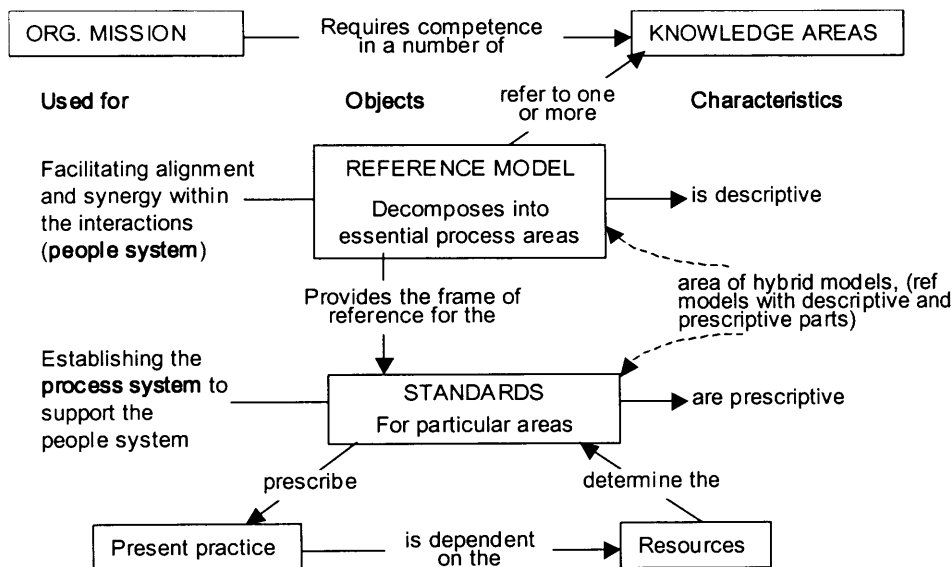 ORG. MISSION
Requires competence
in a number of
KNOWLEDGE AREAS
Used for
Objects
refer to one
or more
Characteristics
Facilitating alignment
and synergy within
the interactions
(people system)
REFERENCE MODEL
Decomposes into
essential process areas
is descriptive
Provides the frame of
reference for the
area of hybrid models, (ref
models with descriptive and
prescriptive parts)
Establishing the
process system to
support the
people system
STANDARDS
For particular areas
are prescriptive
prescribe
determine the
Present practice
is dependent
on the
Resources